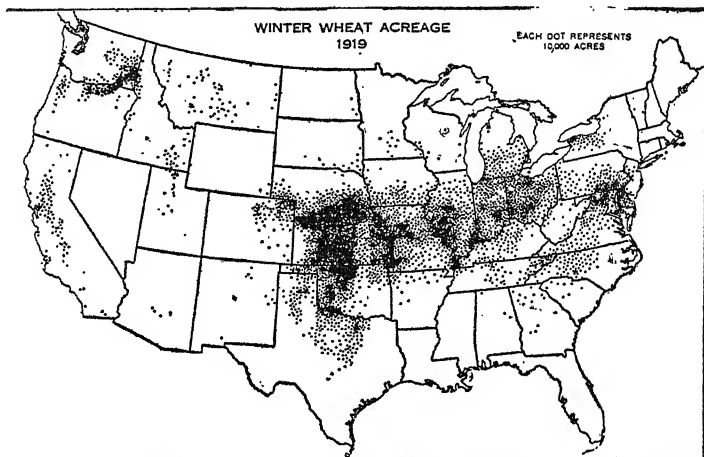 WINTER WHEAT ACREAGE
1919
EACH DOT REPRESENTS
10,000 ACRES